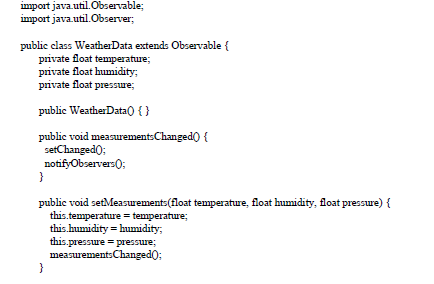 import java.util.Observable;
import java.util.Observer;
public class WeatherData extends Observable {
private float temperature;
private float humidity;
private float pressure;
public WeatherData() { }
public void measurementsChanged() {
setChanged();
notifyObservers();
}
public void setMeasurements(float temperature, float humidity, float pressure) {
this.temperature = temperature;
this.humidity = humidity;
this.pressure = pressure;
measurementsChanged();
}